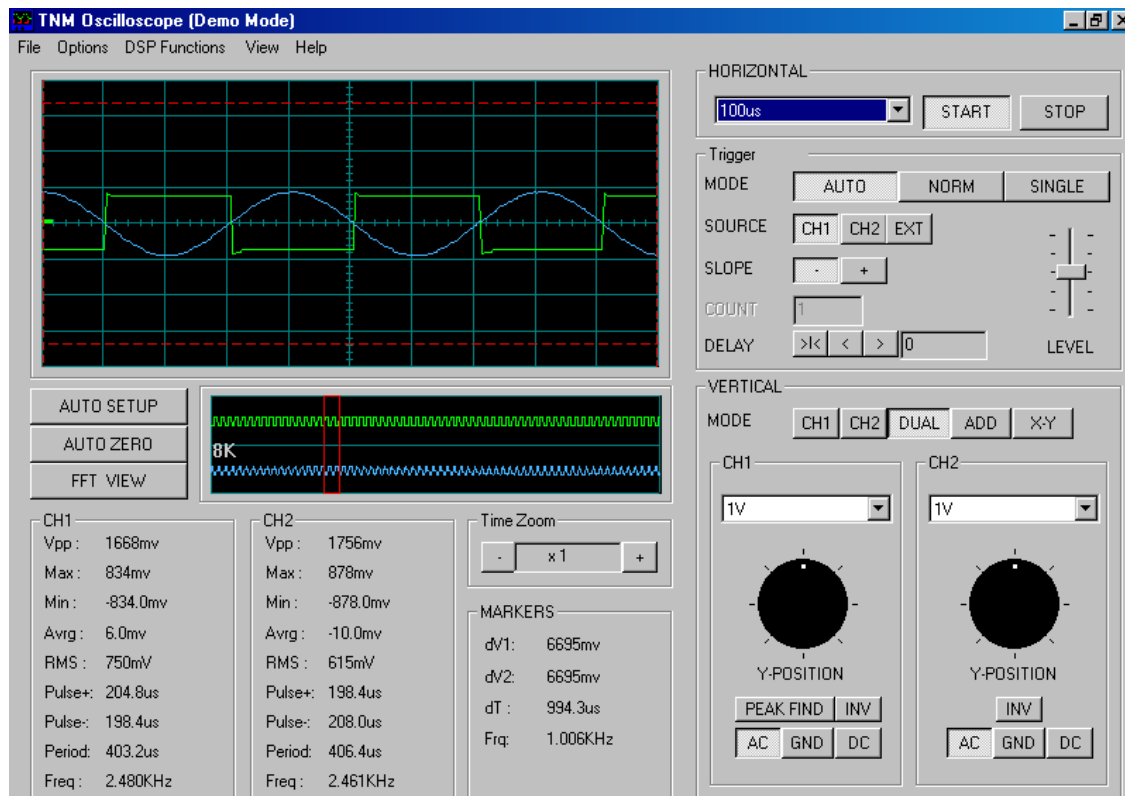 TNM Oscilloscope (Demo Mode)
File Options DSP Functions View Help
HORIZONTAL
100us START STOP
Trigger
MODE AUTO NORM SINGLE
SOURCE CH1 CH2 EXT
SLOPE - +
COUNT 1
DELAY >|< < > 0
LEVEL
AUTO SETUP
AUTO ZERO
FFT VIEW
8K
VERTICAL
MODE CH1 CH2 DUAL ADD X-Y
CH1
1V
Y-POSITION
PEAK FIND INV
AC GND DC
CH2
1V
Y-POSITION
INV
AC GND DC
CH1
Vpp : 1668mv
Max : 834mv
Min : -834.0mv
Avrg : 6.0mv
RMS : 750mV
Pulse+: 204.8us
Pulse-: 198.4us
Period: 403.2us
Freq : 2.480KHz
CH2
Vpp : 1756mv
Max : 878mv
Min : -878.0mv
Avrg : -10.0mv
RMS : 615mV
Pulse+: 198.4us
Pulse-: 208.0us
Period: 406.4us
Freq : 2.461KHz
Time Zoom
- x 1 +
MARKERS
dV1: 6695mv
dV2: 6695mv
dT : 994.3us
Frq: 1.006KHz